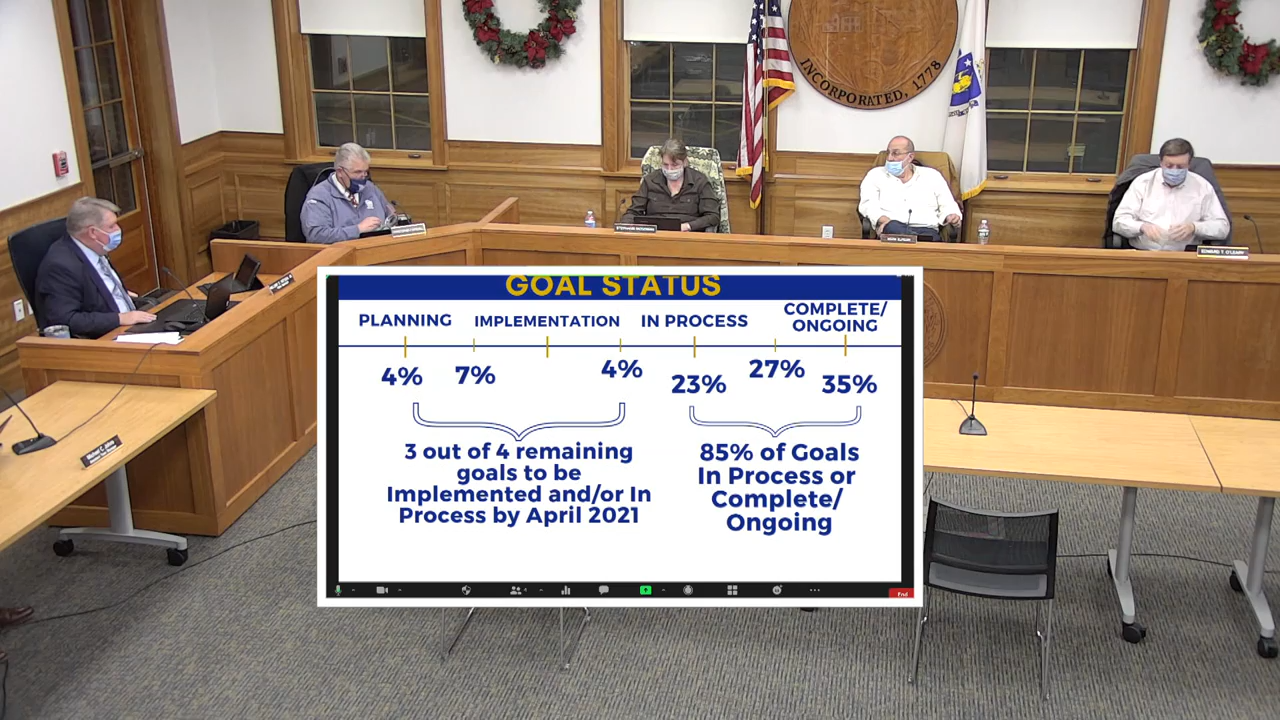 INCORPORATED, 1778
EDWARD T. O'LEARY
GOAL STATUS
PLANNING
IMPLEMENTATION
IN PROCESS
COMPLETE/
ONGOING
4%
7%
4%
23%
27%
35%
3 out of 4 remaining
goals to be
Implemented and/or In
Process by April 2021
85% of Goals
In Process or
Complete/
Ongoing
End